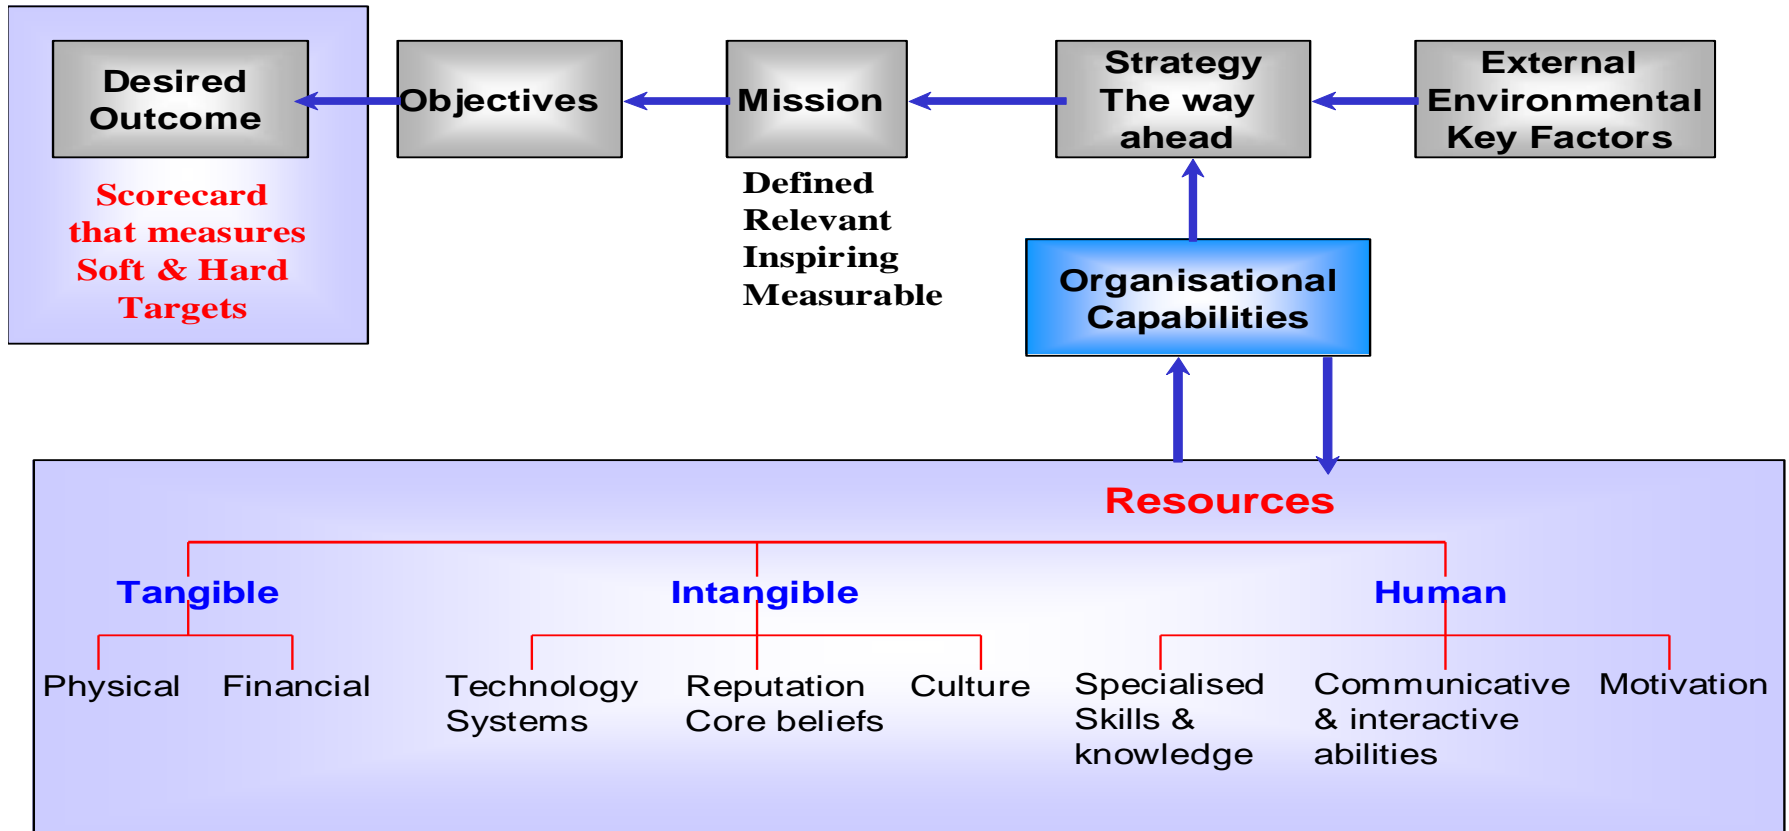 Desired
Outcome
Scorecard
that measures
Soft & Hard
Targets
Objectives
Mission
Defined
Relevant
Inspiring
Measurable
Strategy
The way
ahead
External
Environmental
Key Factors
Organisational
Capabilities
Resources
Tangible
Physical
Financial
Intangible
Technology
Systems
Reputation
Core beliefs
Culture
Human
Specialised
Skills &
knowledge
Communicative
& interactive
abilities
Motivation